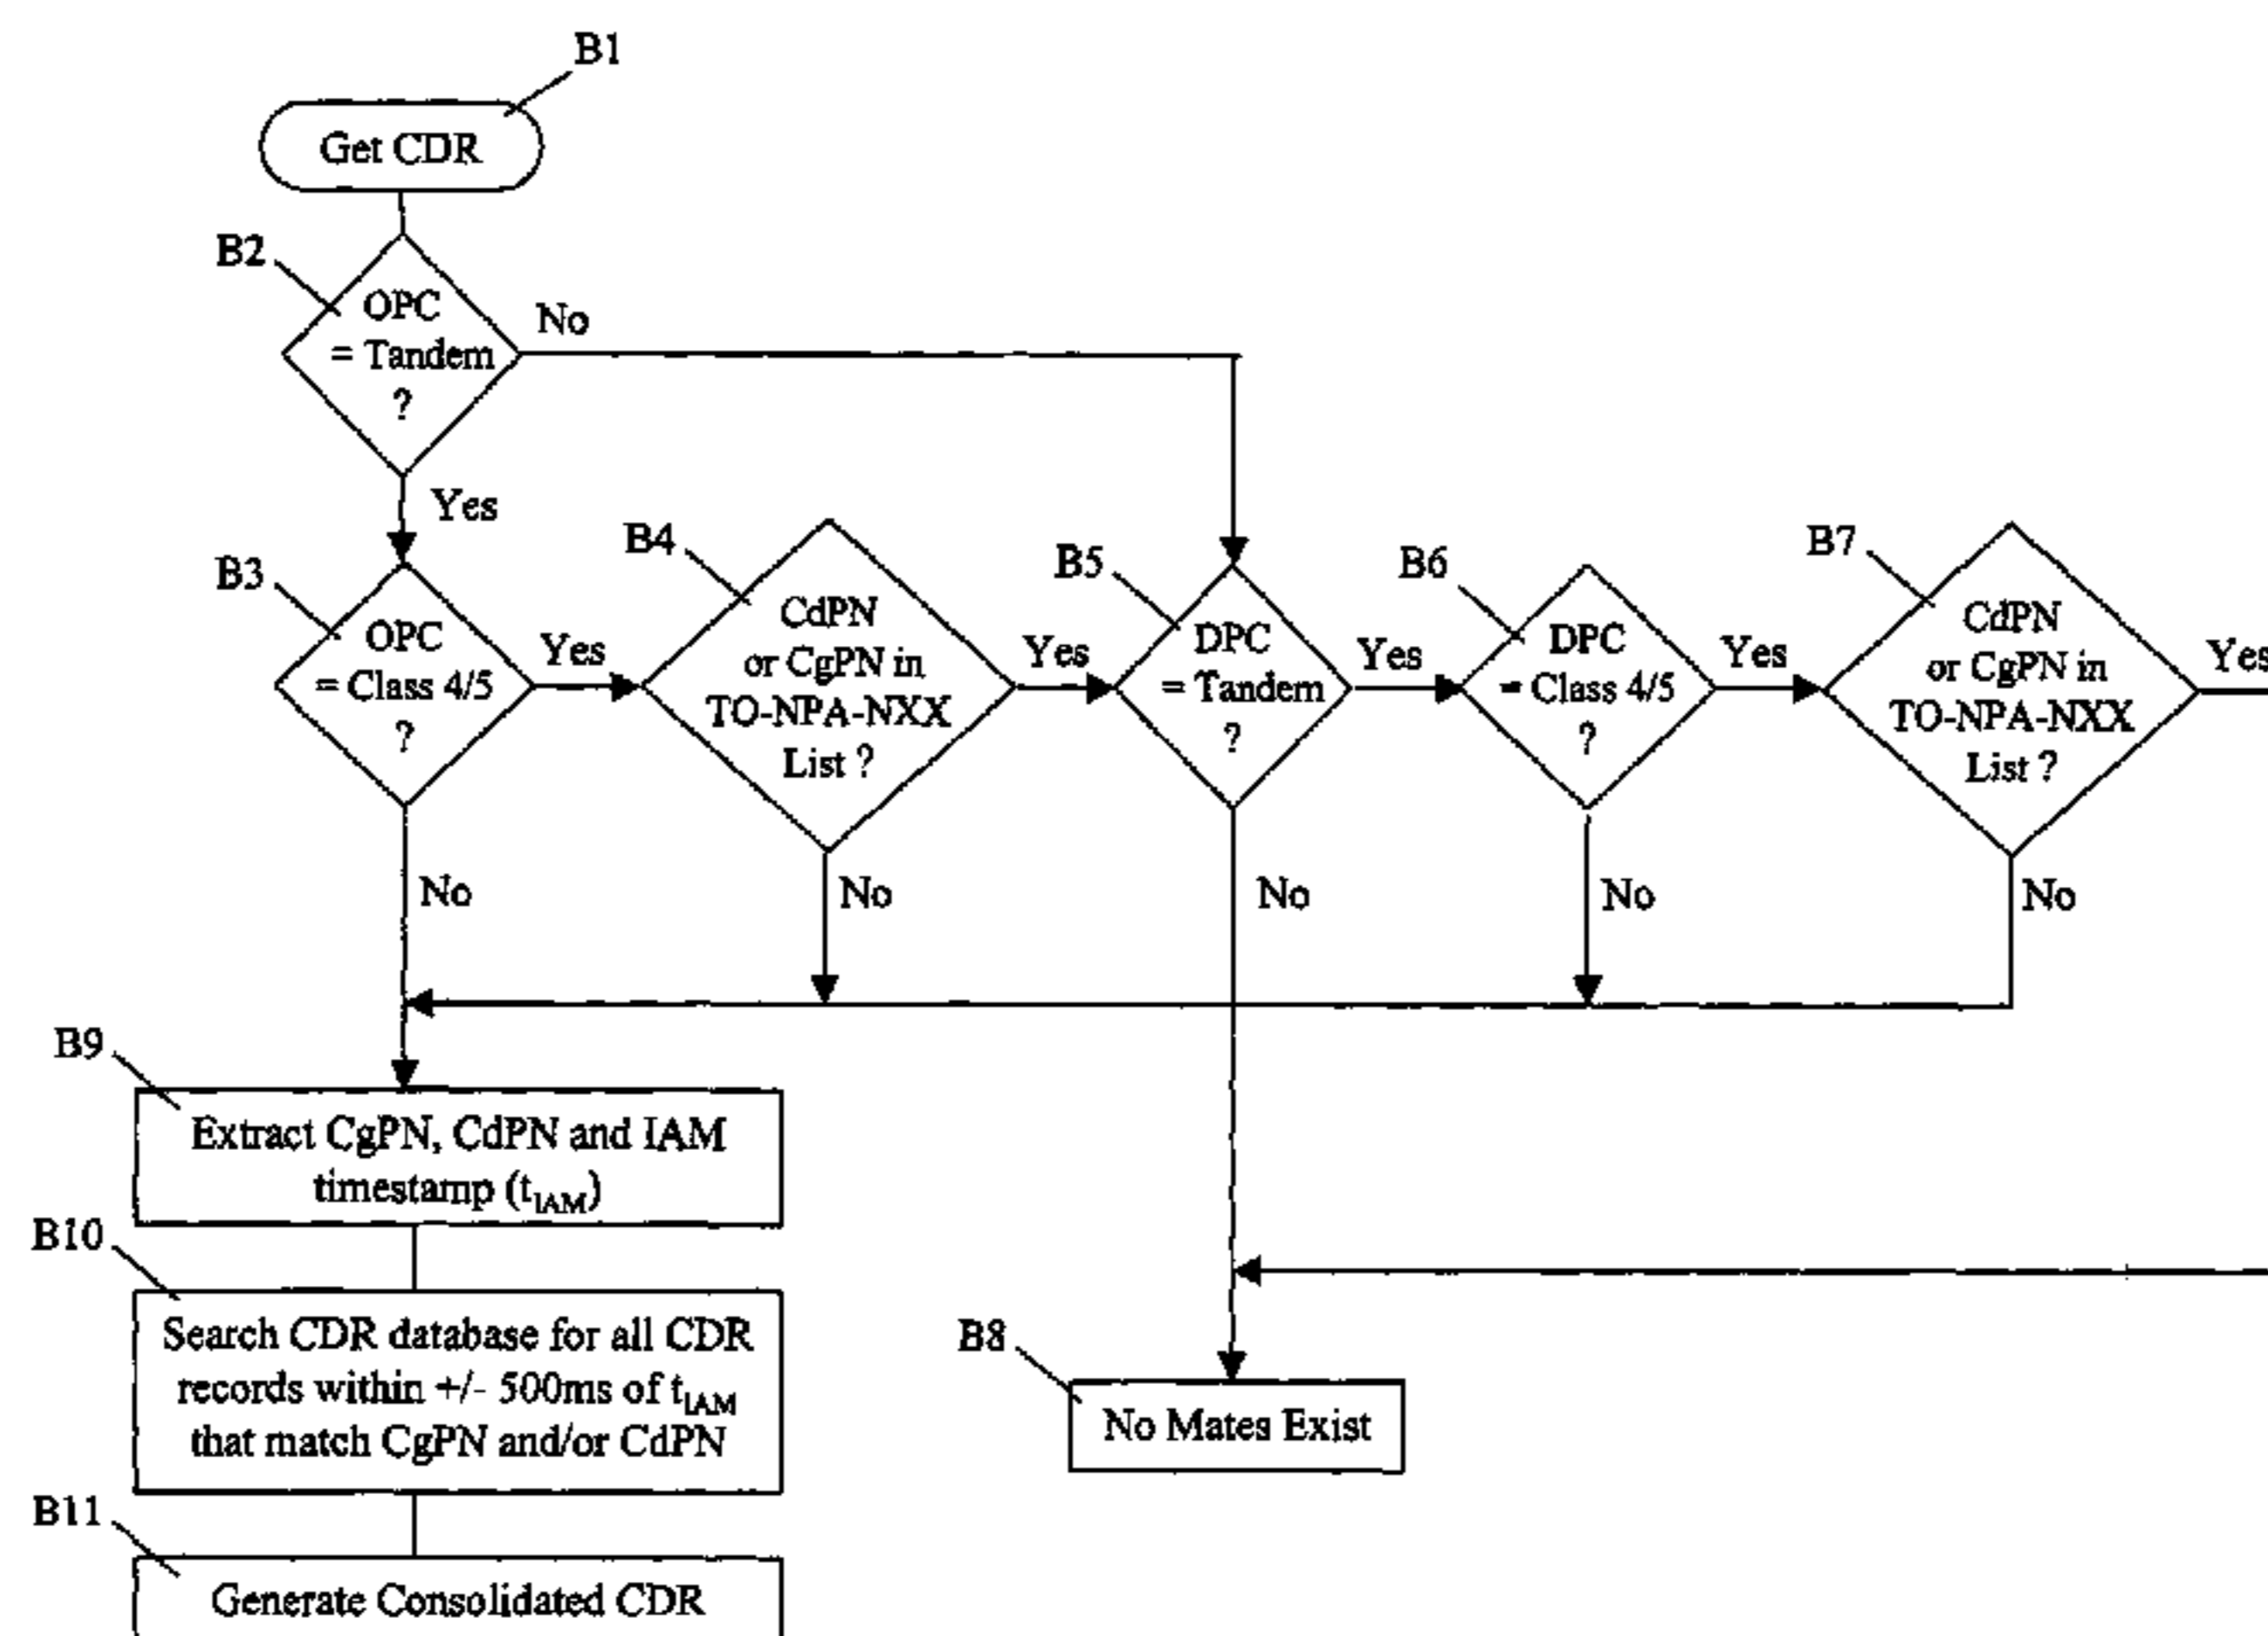 B1
Get CDR
B2
OPC
= Tandem
?
No
Yes
B3
OPC
= Class 4/5
?
Yes
No
B4
CdPN
or CgPN in
TO-NPA-NXX
List ?
Yes
No
B5
DPC
= Tandem
?
Yes
No
B6
DPC
= Class 4/5
?
Yes
No
B7
CdPN
or CgPN in
TO-NPA-NXX
List ?
Yes
No
B9
Extract CgPN, CdPN and IAM
timestamp (tIAM)
B10
Search CDR database for all CDR
records within +/- 500ms of tIAM
that match CgPN and/or CdPN
B8
No Mates Exist
B11
Generate Consolidated CDR